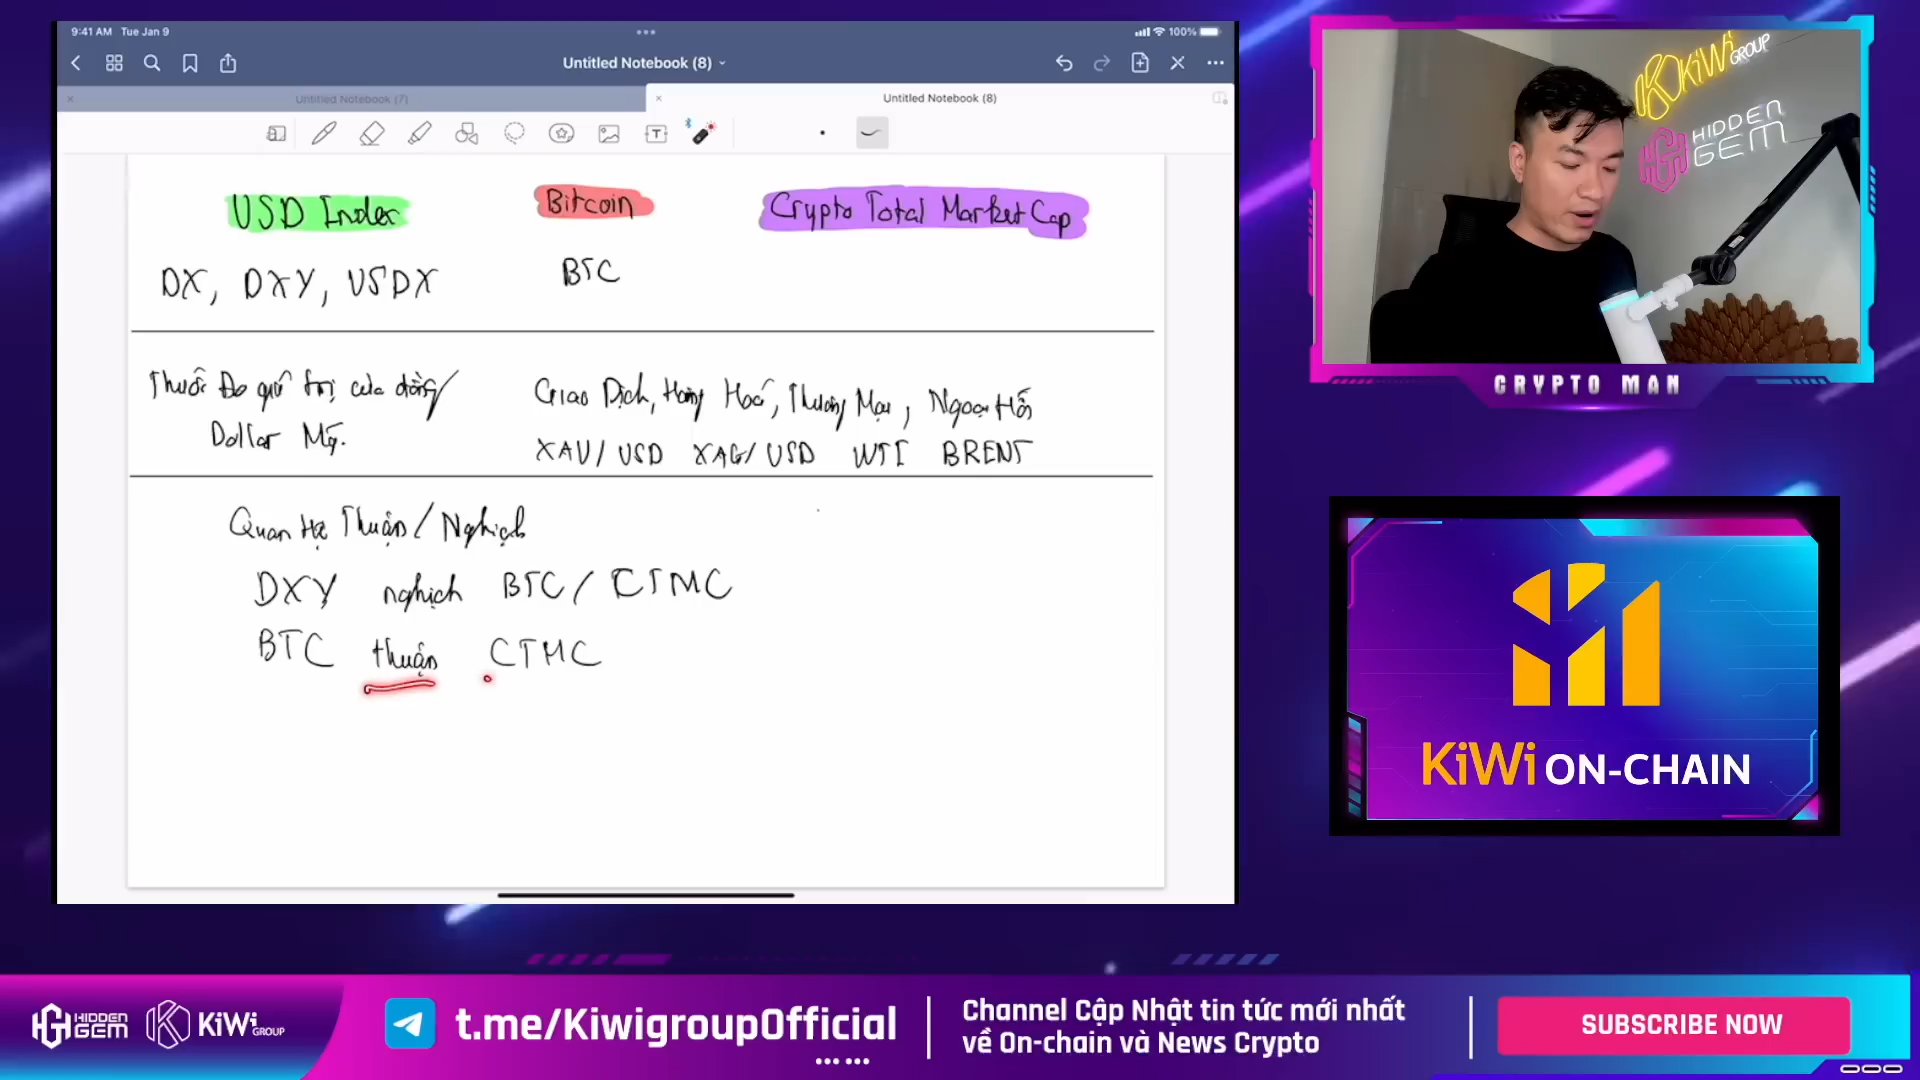 9:41 AM Tue Jan 9
100%
Untitled Notebook (8)
Untitled Notebook (7)
Untitled Notebook (8)
USD Index
Bitcoin
Crypto Total Market Cap
DX, DXY, USDX
BTC
Thước Đo giá trị của đồng
Dollar Mỹ.
Giao Dịch, Hàng Hoá, Thương Mại, Ngoại Hối
XAU/USD XAG/USD WTI BRENT
Quan Hệ Thuận/Nghịch
DXY nghịch BTC/CTMC
BTC thuận CTMC
KiWi GROUP
HIDDEN GEM
CRYPTO MAN
KiWi ON-CHAIN
HIDDEN GEM
KiWi GROUP
t.me/KiwigroupOfficial
Channel Cập Nhật tin tức mới nhất
về On-chain và News Crypto
SUBSCRIBE NOW